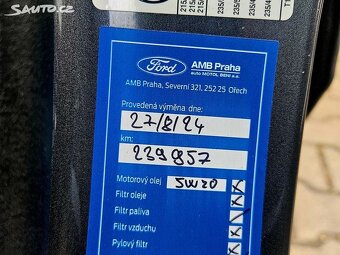 SAUTO.CZ
Ford
AMB Praha
auto MOTOL BENI a.s.
AMB Praha, Severní 321, 252 25 Ořech
Provedená výměna dne:
27/8/24
km:
239857
Motorový olej 5W20
Filtr oleje X
Filtr paliva
Filtr vzduchu X
Pylový filtr X